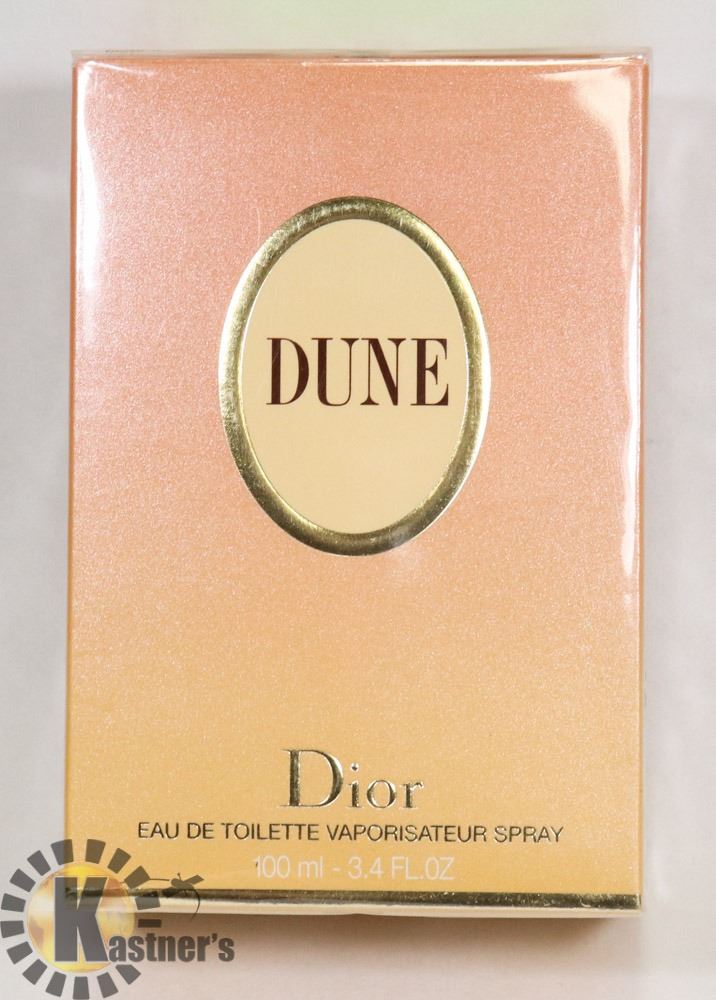 DUNE
Dior
EAU DE TOILETTE VAPORISATEUR SPRAY
100 ml - 3.4 FL.OZ
Kastner's